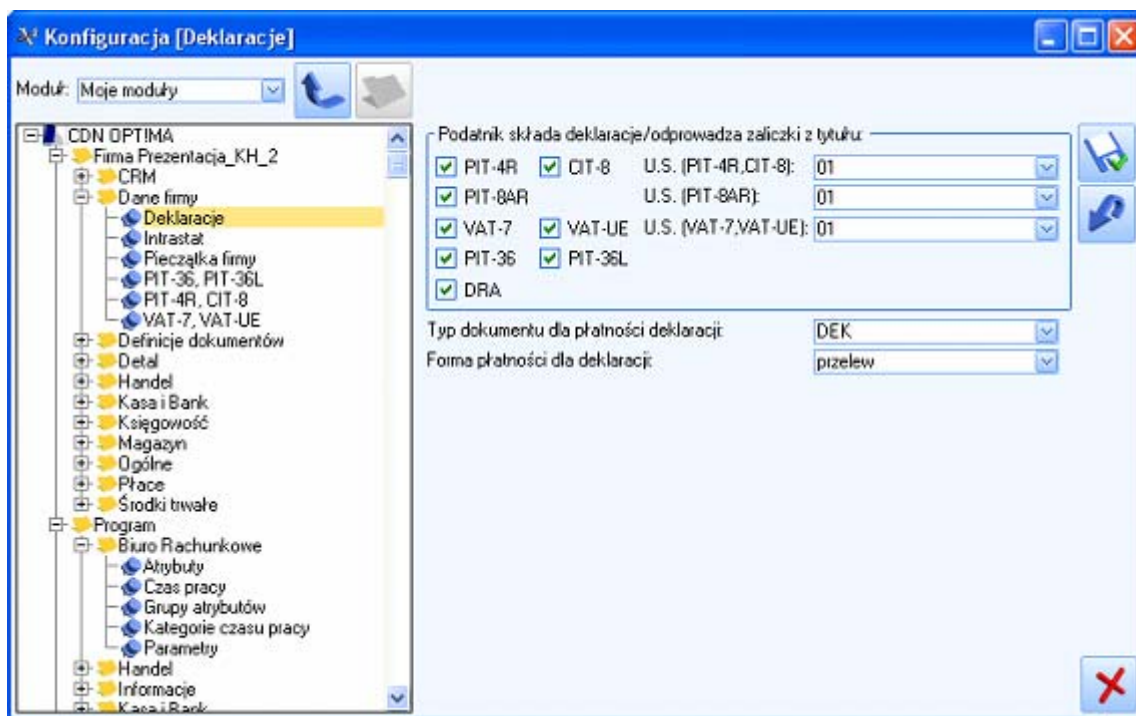 Konfiguracja [Deklaracje]
Moduł: Moje moduły
CDN OPTIMA
Firma Prezentacja_KH_2
CRM
Dane firmy
Deklaracje
Intrastat
Pieczątka firmy
PIT-36, PIT-36L
PIT-4R, CIT-8
VAT-7, VAT-UE
Definicje dokumentów
Detal
Handel
Kasa i Bank
Księgowość
Magazyn
Ogólne
Płace
Środki trwałe
Program
Biuro Rachunkowe
Atrybuty
Czas pracy
Grupy atrybutów
Kategorie czasu pracy
Parametry
Handel
Informacje
Kasa i Bank
Podatnik składa deklaracje/odprowadza zaliczki z tytułu:
PIT-4R CIT-8 U.S. (PIT-4R,CIT-8): 01
PIT-8AR U.S. (PIT-8AR): 01
VAT-7 VAT-UE U.S. (VAT-7,VAT-UE): 01
PIT-36 PIT-36L
DRA
Typ dokumentu dla płatności deklaracji: DEK
Forma płatności dla deklaracji: przelew